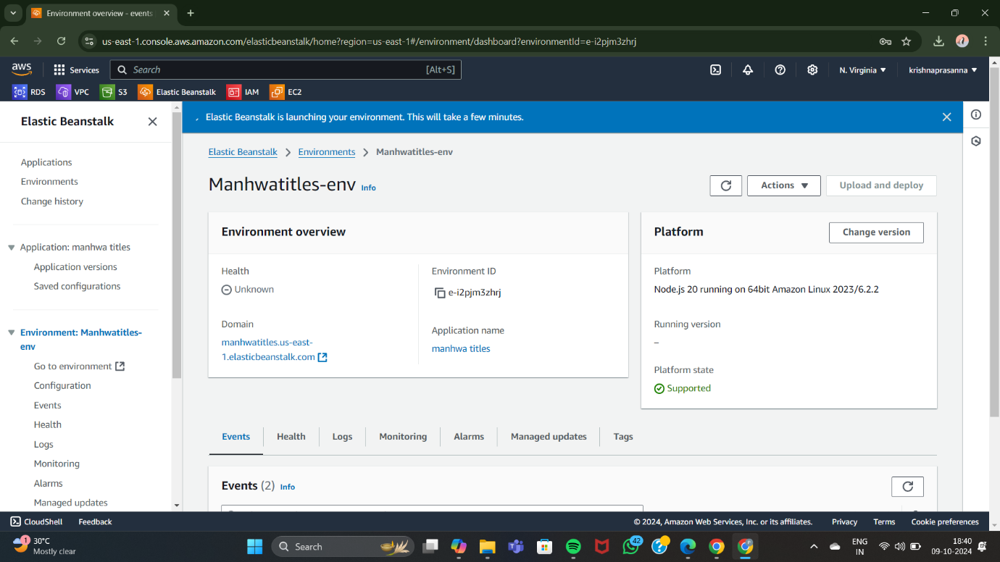 Environment overview - events
us-east-1.console.aws.amazon.com/elasticbeanstalk/home?region=us-east-1#/environment/dashboard?environmentId=e-i2pjm3zhrj
aws
Services
Search
[Alt+S]
N. Virginia
krishnaprasanna
RDS
VPC
S3
Elastic Beanstalk
IAM
EC2
Elastic Beanstalk
Applications
Environments
Change history
Application: manhwa titles
Application versions
Saved configurations
Environment: Manhwatitles-
env
Go to environment
Configuration
Events
Health
Logs
Monitoring
Alarms
Managed updates
Elastic Beanstalk is launching your environment. This will take a few minutes.
Elastic Beanstalk
Environments
Manhwatitles-env
Manhwatitles-env Info
Actions
Upload and deploy
Environment overview
Health
Unknown
Domain
manhwatitles.us-east-
1.elasticbeanstalk.com
Environment ID
e-i2pjm3zhrj
Application name
manhwa titles
Platform
Change version
Platform
Node.js 20 running on 64bit Amazon Linux 2023/6.2.2
Running version
–
Platform state
Supported
Events
Health
Logs
Monitoring
Alarms
Managed updates
Tags
Events (2) Info
CloudShell
Feedback
© 2024, Amazon Web Services, Inc. or its affiliates.
Privacy
Terms
Cookie preferences
1
30°C
Mostly clear
Search
42
ENG
IN
18:40
09-10-2024